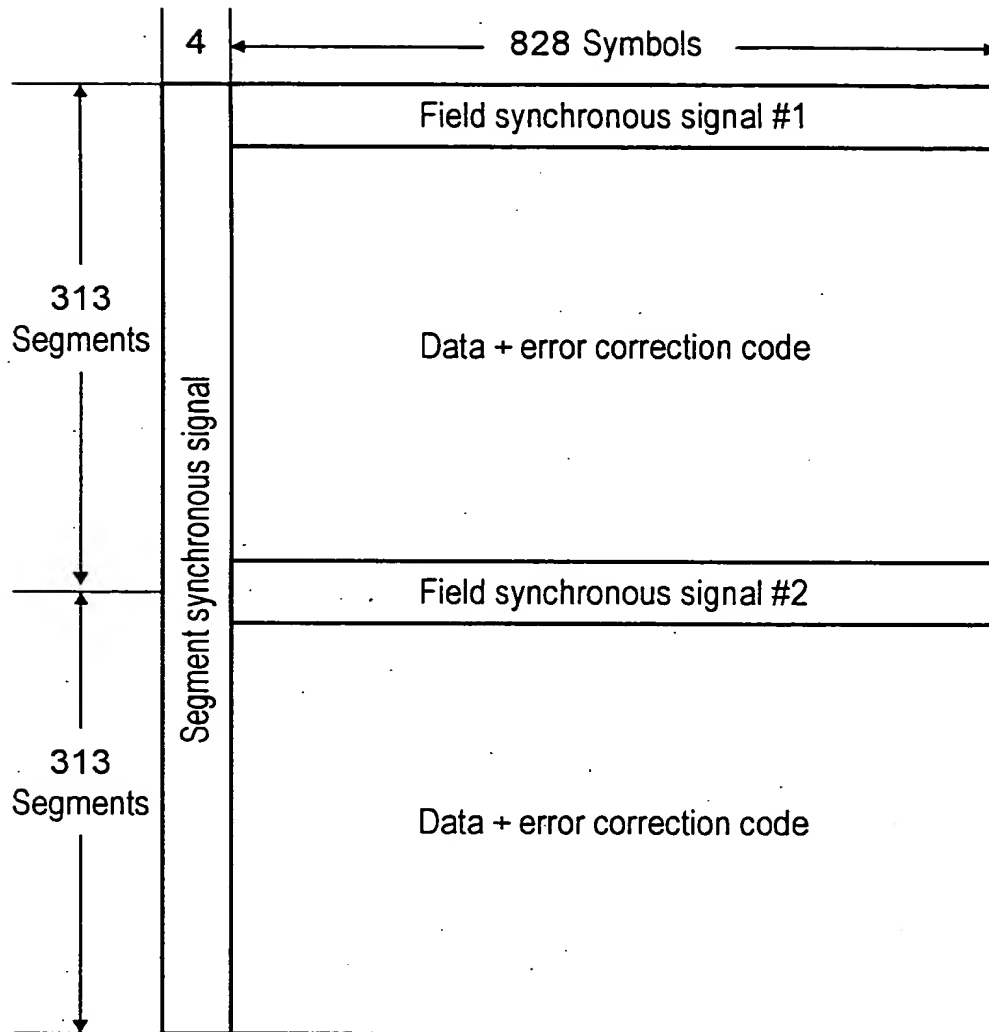 4
828 Symbols
Field synchronous signal #1
313
Segments
Data + error correction code
Segment synchronous signal
Field synchronous signal #2
313
Segments
Data + error correction code